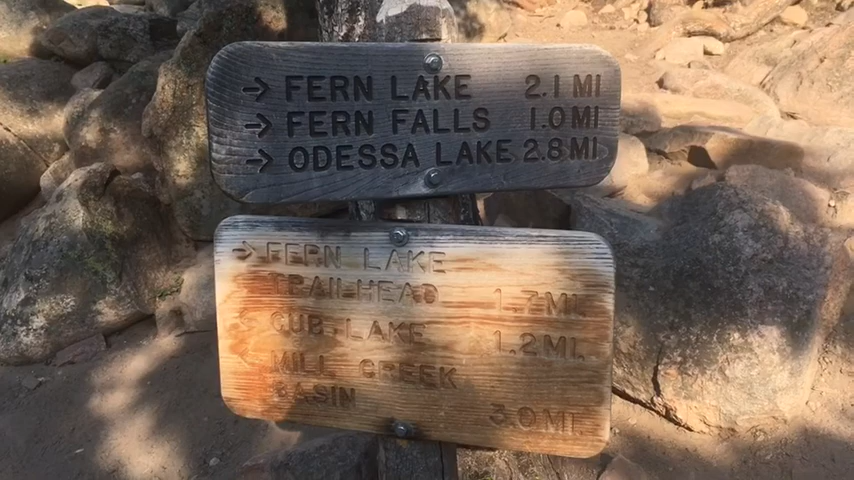 → FERN LAKE 2.1 MI
→ FERN FALLS 1.0 MI
→ ODESSA LAKE 2.8 MI
→ FERN LAKE
TRAILHEAD 1.7 MI.
CUB LAKE 1.2 MI.
MILL CREEK
BASIN 3.0 MI.